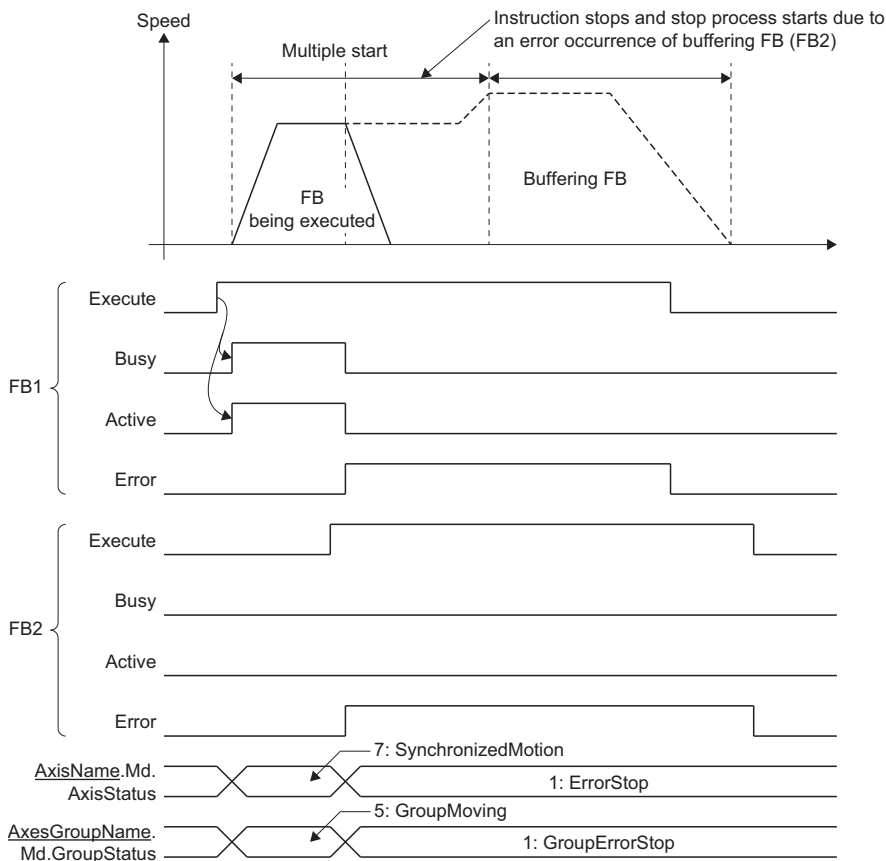 Speed
Instruction stops and stop process starts due to
an error occurrence of buffering FB (FB2)
Multiple start
FB
being executed
Buffering FB
FB1
Execute
Busy
Active
Error
FB2
Execute
Busy
Active
Error
AxisName.Md.
AxisStatus
7: SynchronizedMotion
1: ErrorStop
AxesGroupName.
Md.GroupStatus
5: GroupMoving
1: GroupErrorStop